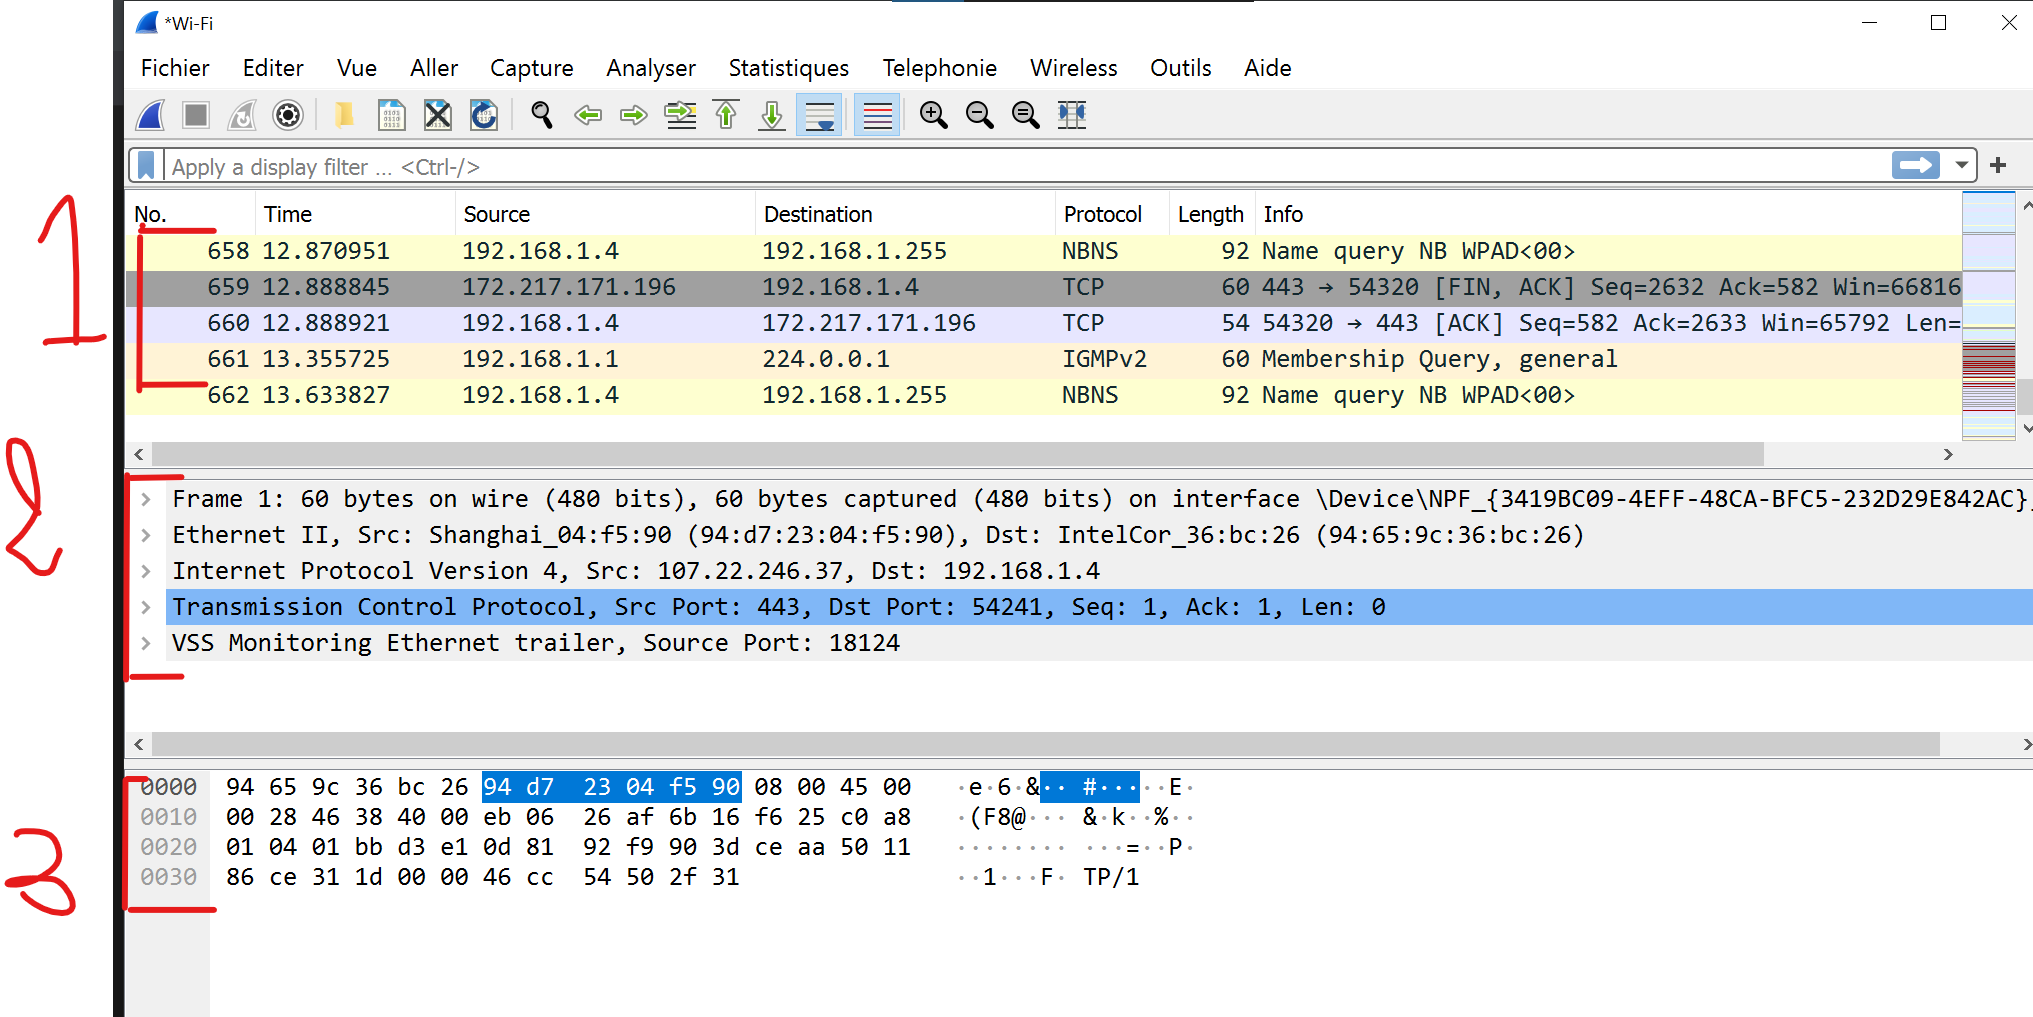 *Wi-Fi
Fichier Editer Vue Aller Capture Analyser Statistiques Telephonie Wireless Outils Aide
Apply a display filter ... <Ctrl-/>
1
No. Time Source Destination Protocol Length Info
658 12.870951 192.168.1.4 192.168.1.255 NBNS 92 Name query NB WPAD<00>
659 12.888845 172.217.171.196 192.168.1.4 TCP 60 443 → 54320 [FIN, ACK] Seq=2632 Ack=582 Win=66816
660 12.888921 192.168.1.4 172.217.171.196 TCP 54 54320 → 443 [ACK] Seq=582 Ack=2633 Win=65792 Len=
661 13.355725 192.168.1.1 224.0.0.1 IGMPv2 60 Membership Query, general
662 13.633827 192.168.1.4 192.168.1.255 NBNS 92 Name query NB WPAD<00>
2
Frame 1: 60 bytes on wire (480 bits), 60 bytes captured (480 bits) on interface \Device\NPF_{3419BC09-4EFF-48CA-BFC5-232D29E842AC},
Ethernet II, Src: Shanghai_04:f5:90 (94:d7:23:04:f5:90), Dst: IntelCor_36:bc:26 (94:65:9c:36:bc:26)
Internet Protocol Version 4, Src: 107.22.246.37, Dst: 192.168.1.4
Transmission Control Protocol, Src Port: 443, Dst Port: 54241, Seq: 1, Ack: 1, Len: 0
VSS Monitoring Ethernet trailer, Source Port: 18124
3
0000 94 65 9c 36 bc 26 94 d7 23 04 f5 90 08 00 45 00 ·e·6·&·· #·····E·
0010 00 28 46 38 40 00 eb 06 26 af 6b 16 f6 25 c0 a8 ·(F8@··· &·k··%··
0020 01 04 01 bb d3 e1 0d 81 92 f9 90 3d ce aa 50 11 ········ ···=··P·
0030 86 ce 31 1d 00 00 46 cc 54 50 2f 31 ··1···F· TP/1